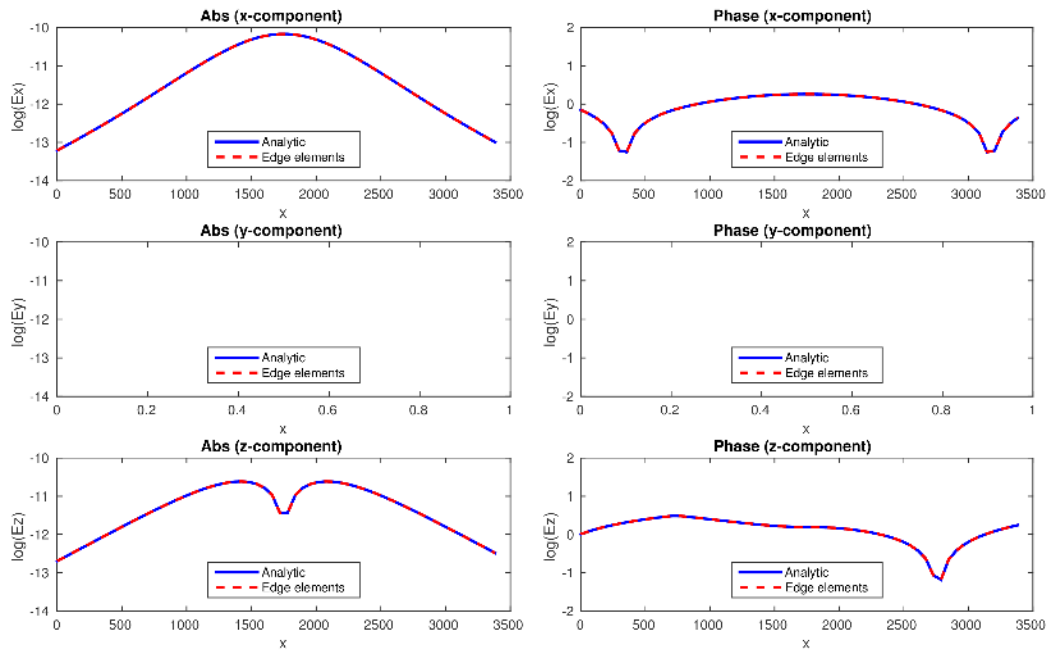 Abs (x-component)
-10
-11
-12
-13
-14
log(Ex)
Analytic
Edge elements
0 500 1000 1500 2000 2500 3000 3500
x
Phase (x-component)
2
1
0
-1
-2
log(Ex)
Analytic
Edge elements
0 500 1000 1500 2000 2500 3000 3500
x
Abs (y-component)
-10
-11
-12
-13
-14
log(Ey)
Analytic
Edge elements
0 0.2 0.4 0.6 0.8 1
x
Phase (y-component)
2
1
0
-1
-2
log(Ey)
Analytic
Edge elements
0 0.2 0.4 0.6 0.8 1
x
Abs (z-component)
-10
-11
-12
-13
-14
log(Ez)
Analytic
Edge elements
0 500 1000 1500 2000 2500 3000 3500
x
Phase (z-component)
2
1
0
-1
-2
log(Ez)
Analytic
Edge elements
0 500 1000 1500 2000 2500 3000 3500
x